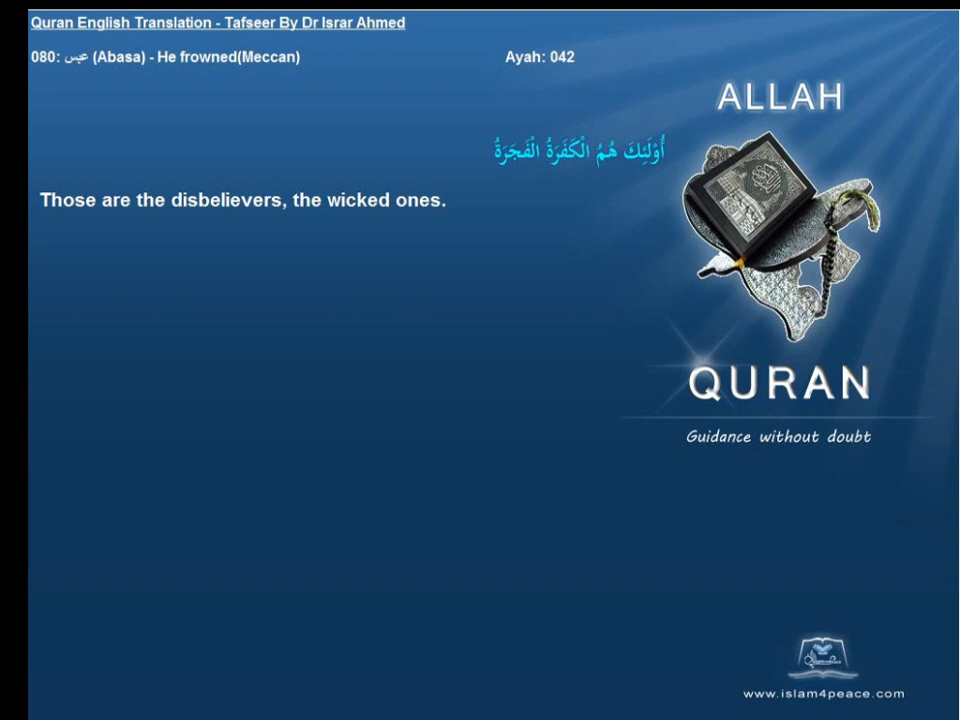 Quran English Translation - Tafseer By Dr Israr Ahmed
080: عبس (Abasa) - He frowned(Meccan)
Ayah: 042
ALLAH
أُوْلَئِكَ هُمُ الْكَفَرَةُ الْفَجَرَةُ
Those are the disbelievers, the wicked ones.
QURAN
Guidance without doubt
www.islam4peace.com